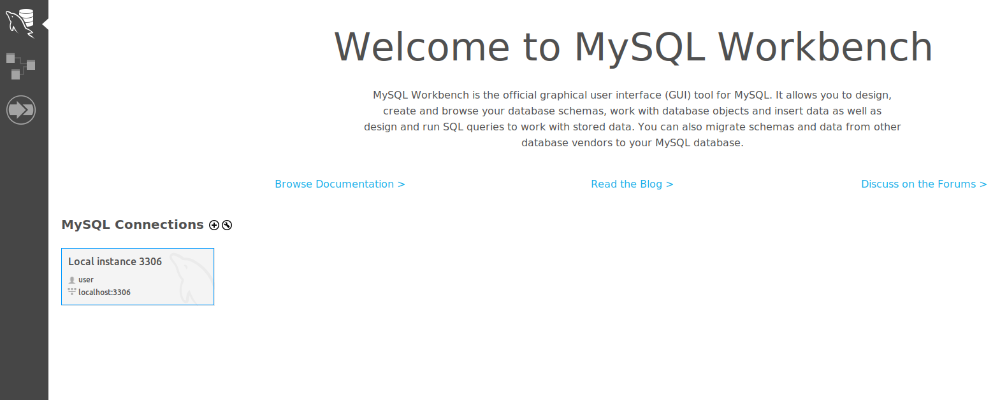 Welcome to MySQL Workbench
MySQL Workbench is the official graphical user interface (GUI) tool for MySQL. It allows you to design,
create and browse your database schemas, work with database objects and insert data as well as
design and run SQL queries to work with stored data. You can also migrate schemas and data from other
database vendors to your MySQL database.
Browse Documentation >
Read the Blog >
Discuss on the Forums >
MySQL Connections
Local instance 3306
user
localhost:3306